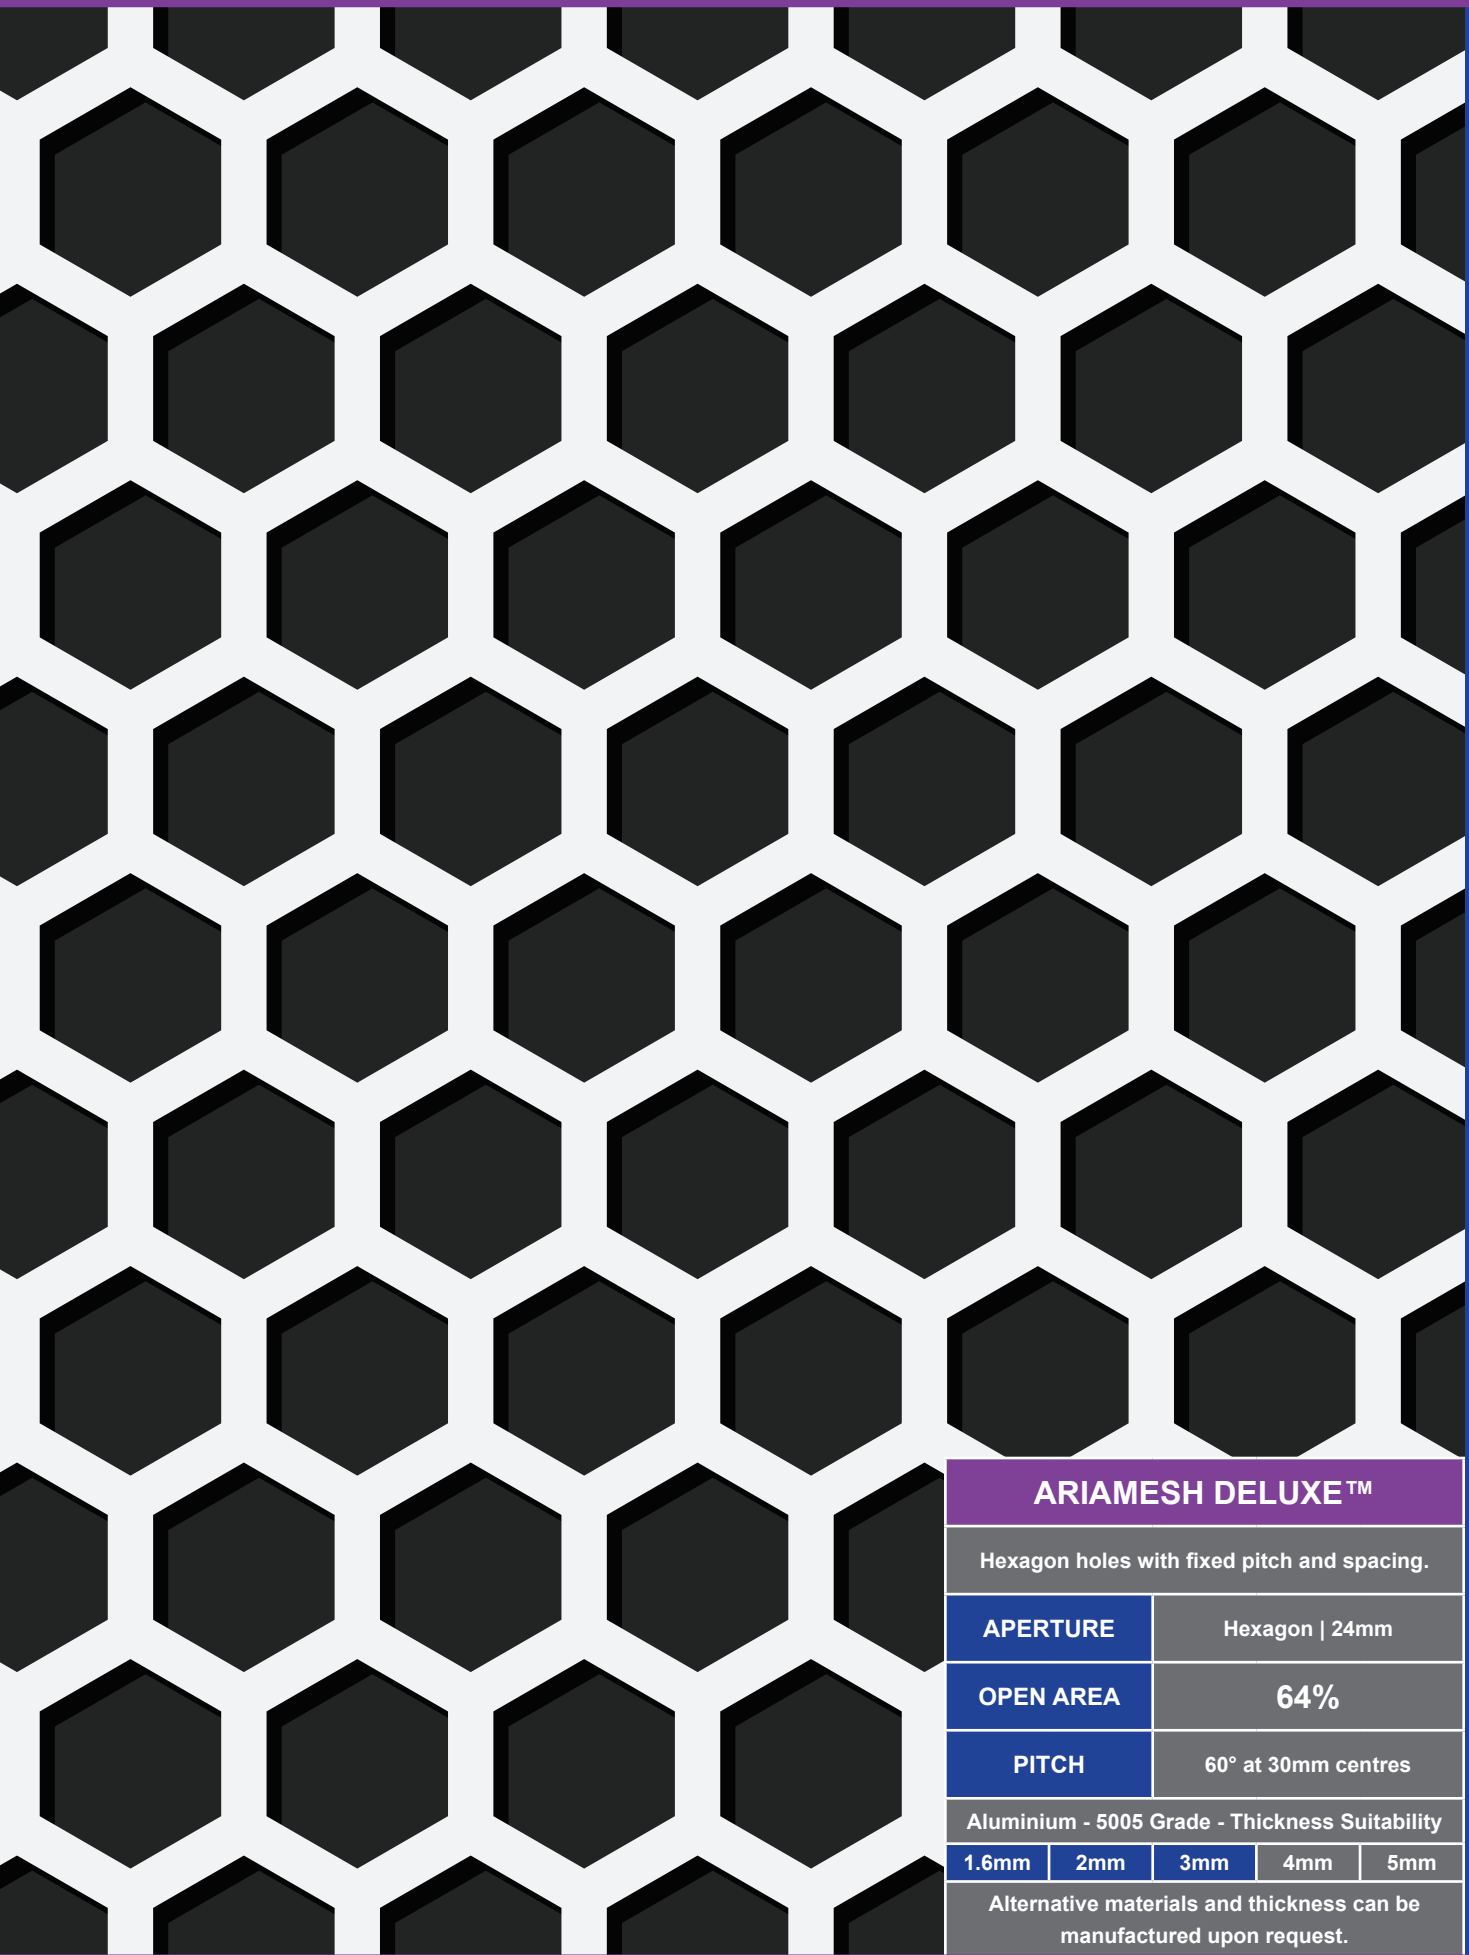 ARIAMESH DELUXE™
Hexagon holes with fixed pitch and spacing.
APERTURE Hexagon | 24mm
OPEN AREA 64%
PITCH 60° at 30mm centres
Aluminium - 5005 Grade - Thickness Suitability
1.6mm 2mm 3mm 4mm 5mm
Alternative materials and thickness can be
manufactured upon request.